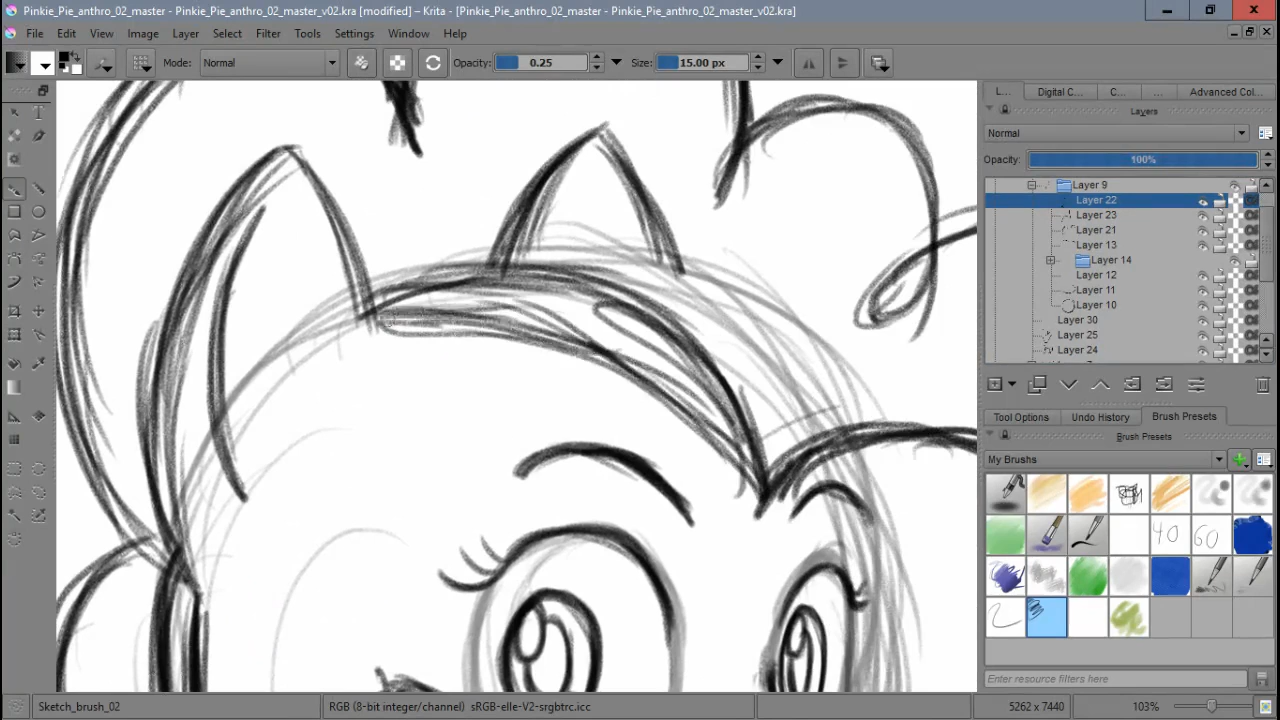 Pinkie_Pie_anthro_02_master - Pinkie_Pie_anthro_02_master_v02.kra [modified] – Krita - [Pinkie_Pie_anthro_02_master - Pinkie_Pie_anthro_02_master_v02.kra]
File Edit View Image Layer Select Filter Tools Settings Window Help
Mode: Normal Opacity: 0.25 Size: 15.00 px
L... Digital C... C... ... Advanced Col...
Layers
Normal
Opacity: 100%
Layer 9
Layer 22
Layer 23
Layer 21
Layer 13
Layer 14
Layer 12
Layer 11
Layer 10
Layer 30
Layer 25
Layer 24
Tool Options Undo History Brush Presets
Brush Presets
My Brushs
40 60
Enter resource filters here
Sketch_brush_02 RGB (8-bit integer/channel) sRGB-elle-V2-srgbtrc.icc 5262 x 7440 103%